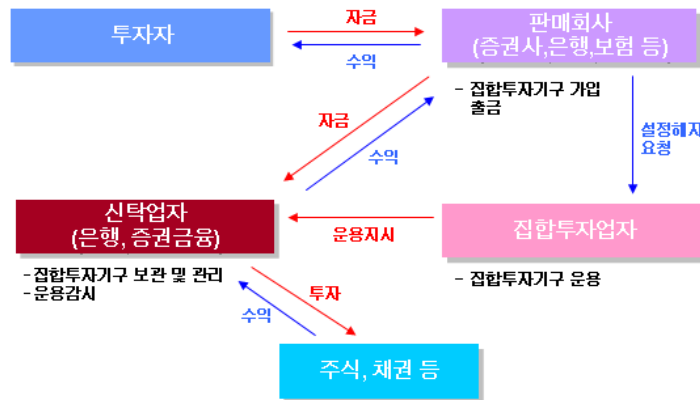 투자자
자금
수익
판매회사
(증권사,은행,보험 등)
- 집합투자기구 가입
출금
자금
수익
설정해지
요청
신탁업자
(은행, 증권금융)
운용지시
집합투자업자
-집합투자기구 보관 및 관리
-운용감시
- 집합투자기구 운용
투자
수익
주식, 채권 등